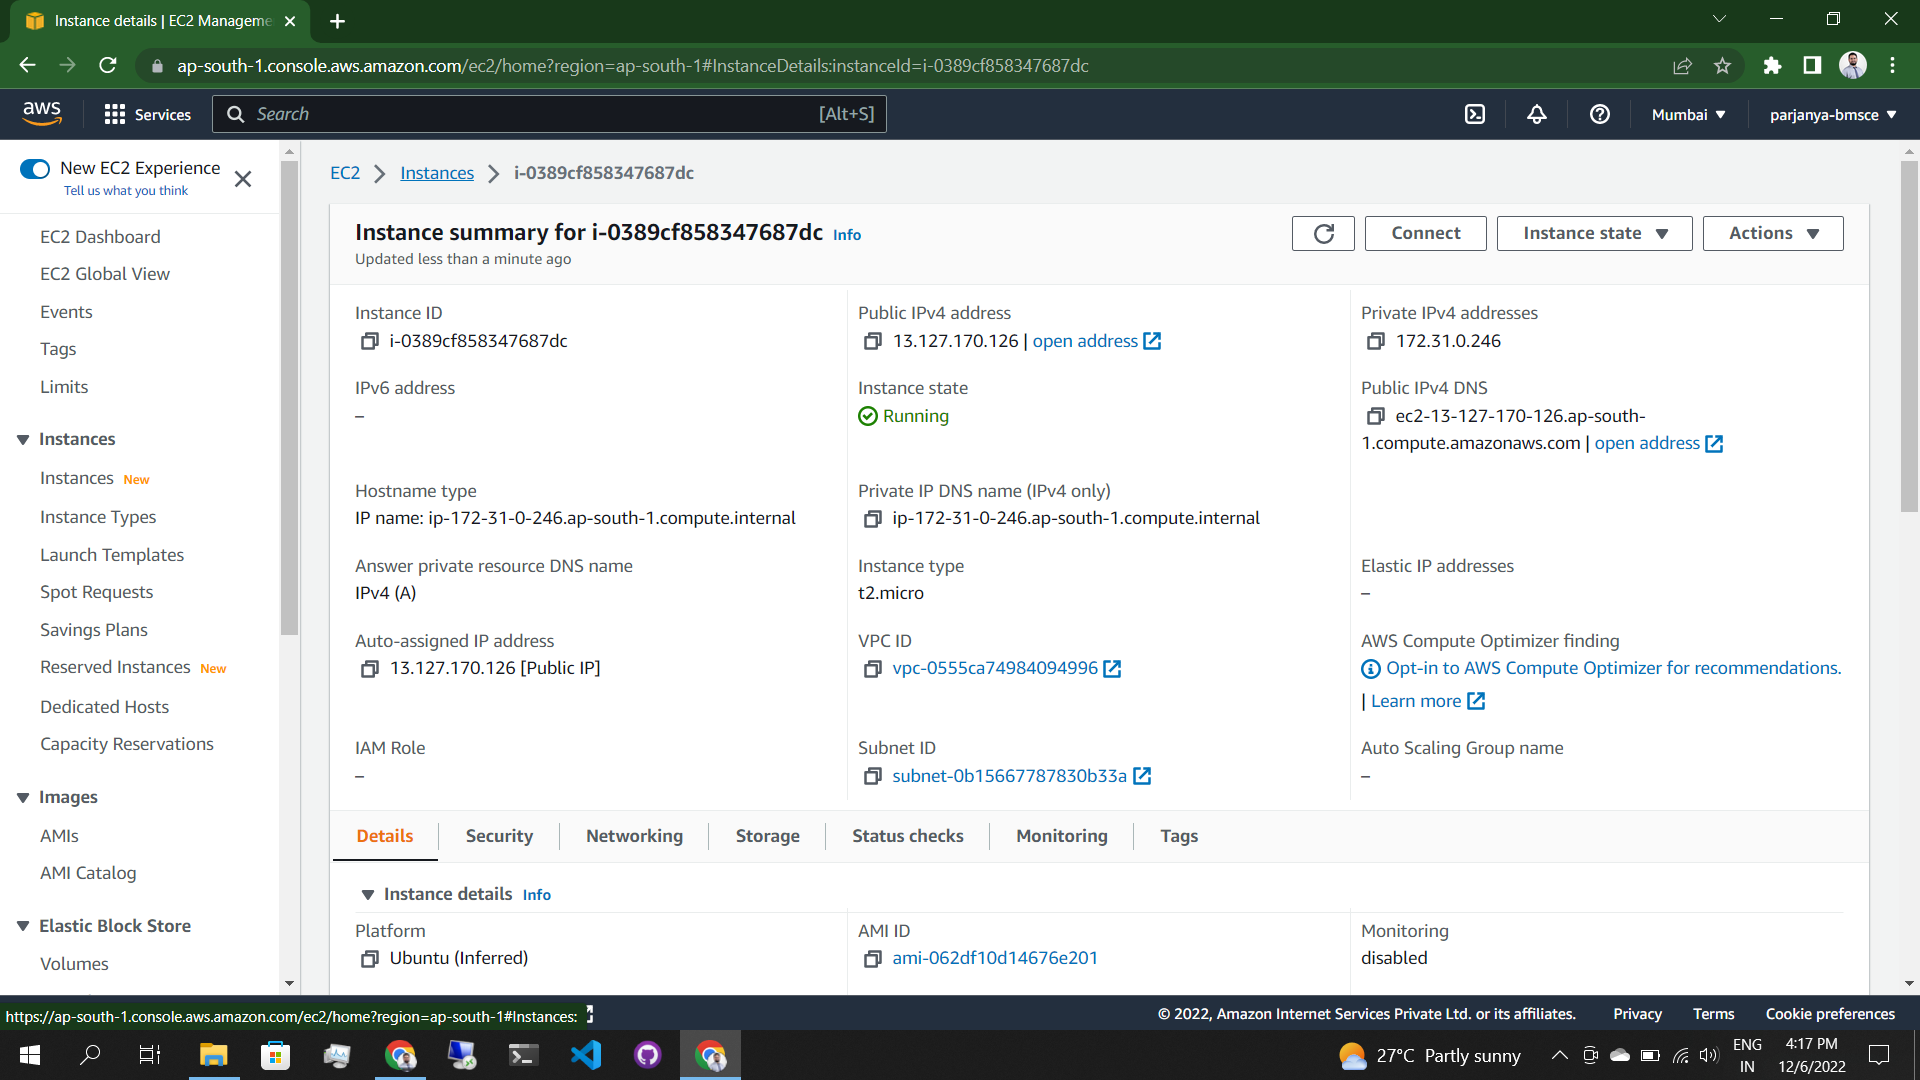 Instance details | EC2 Manageme
ap-south-1.console.aws.amazon.com/ec2/home?region=ap-south-1#InstanceDetails:instanceId=i-0389cf858347687dc
aws
Services
Search
[Alt+S]
Mumbai
parjanya-bmsce
New EC2 Experience
Tell us what you think
EC2 Dashboard
EC2 Global View
Events
Tags
Limits
Instances
Instances New
Instance Types
Launch Templates
Spot Requests
Savings Plans
Reserved Instances New
Dedicated Hosts
Capacity Reservations
Images
AMIs
AMI Catalog
Elastic Block Store
Volumes
EC2
Instances
i-0389cf858347687dc
Instance summary for i-0389cf858347687dc Info
Updated less than a minute ago
Connect
Instance state
Actions
Instance ID
i-0389cf858347687dc
Public IPv4 address
13.127.170.126 | open address
Private IPv4 addresses
172.31.0.246
IPv6 address
–
Instance state
Running
Public IPv4 DNS
ec2-13-127-170-126.ap-south-
1.compute.amazonaws.com | open address
Hostname type
IP name: ip-172-31-0-246.ap-south-1.compute.internal
Private IP DNS name (IPv4 only)
ip-172-31-0-246.ap-south-1.compute.internal
Answer private resource DNS name
IPv4 (A)
Instance type
t2.micro
Elastic IP addresses
–
Auto-assigned IP address
13.127.170.126 [Public IP]
VPC ID
vpc-0555ca74984094996
AWS Compute Optimizer finding
Opt-in to AWS Compute Optimizer for recommendations.
| Learn more
IAM Role
–
Subnet ID
subnet-0b15667787830b33a
Auto Scaling Group name
–
Details
Security
Networking
Storage
Status checks
Monitoring
Tags
Instance details Info
Platform
Ubuntu (Inferred)
AMI ID
ami-062df10d14676e201
Monitoring
disabled
https://ap-south-1.console.aws.amazon.com/ec2/home?region=ap-south-1#Instances:
© 2022, Amazon Internet Services Private Ltd. or its affiliates.
Privacy
Terms
Cookie preferences
27°C Partly sunny
ENG
IN
4:17 PM
12/6/2022